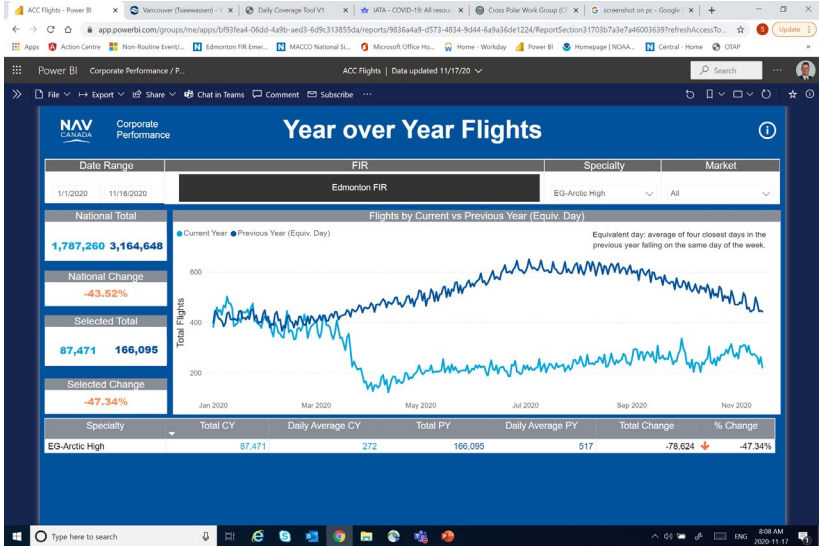 ACC Flights - Power BI
Vancouver (Tsawwassen) -
Daily Coverage Tool V1
IATA - COVID-19: All resour
Cross Polar Work Group
screenshot on pc - Google
app.powerbi.com/groups/me/apps/bf93fea4-06dd-4a9b-aed3-6d9c313855da/reports/9836a4a9-d573-4834-9d44-6a9a36de1224/ReportSection31703b7a3e7a46003639?refreshAccessTo...
Update
Apps
Action Centre
Non-Routine Event/...
Edmonton FIR Emer...
MACCO National Si...
Microsoft Office Ho...
Home - Workday
Power BI
Homepage | NOAA...
Central - Home
OTAP
Power BI Corporate Performance / P...
ACC Flights | Data updated 11/17/20
Search
File
Export
Share
Chat in Teams
Comment
Subscribe
NAV
CANADA
Corporate
Performance
Year over Year Flights
Date Range
FIR
Specialty
Market
1/1/2020 11/16/2020
Edmonton FIR
EG-Arctic High
All
National Total
1,787,260 3,164,648
National Change
-43.52%
Selected Total
87,471 166,095
Selected Change
-47.34%
Flights by Current vs Previous Year (Equiv. Day)
Current Year Previous Year (Equiv. Day)
Equivalent day: average of four closest days in the
previous year falling on the same day of the week.
Total Flights
600
400
200
Jan 2020 Mar 2020 May 2020 Jul 2020 Sep 2020 Nov 2020
Specialty Total CY Daily Average CY Total PY Daily Average PY Total Change % Change
EG-Arctic High 87,471 272 166,095 517 -78,624 -47.34%
Type here to search
ENG
8:08 AM
2020-11-17